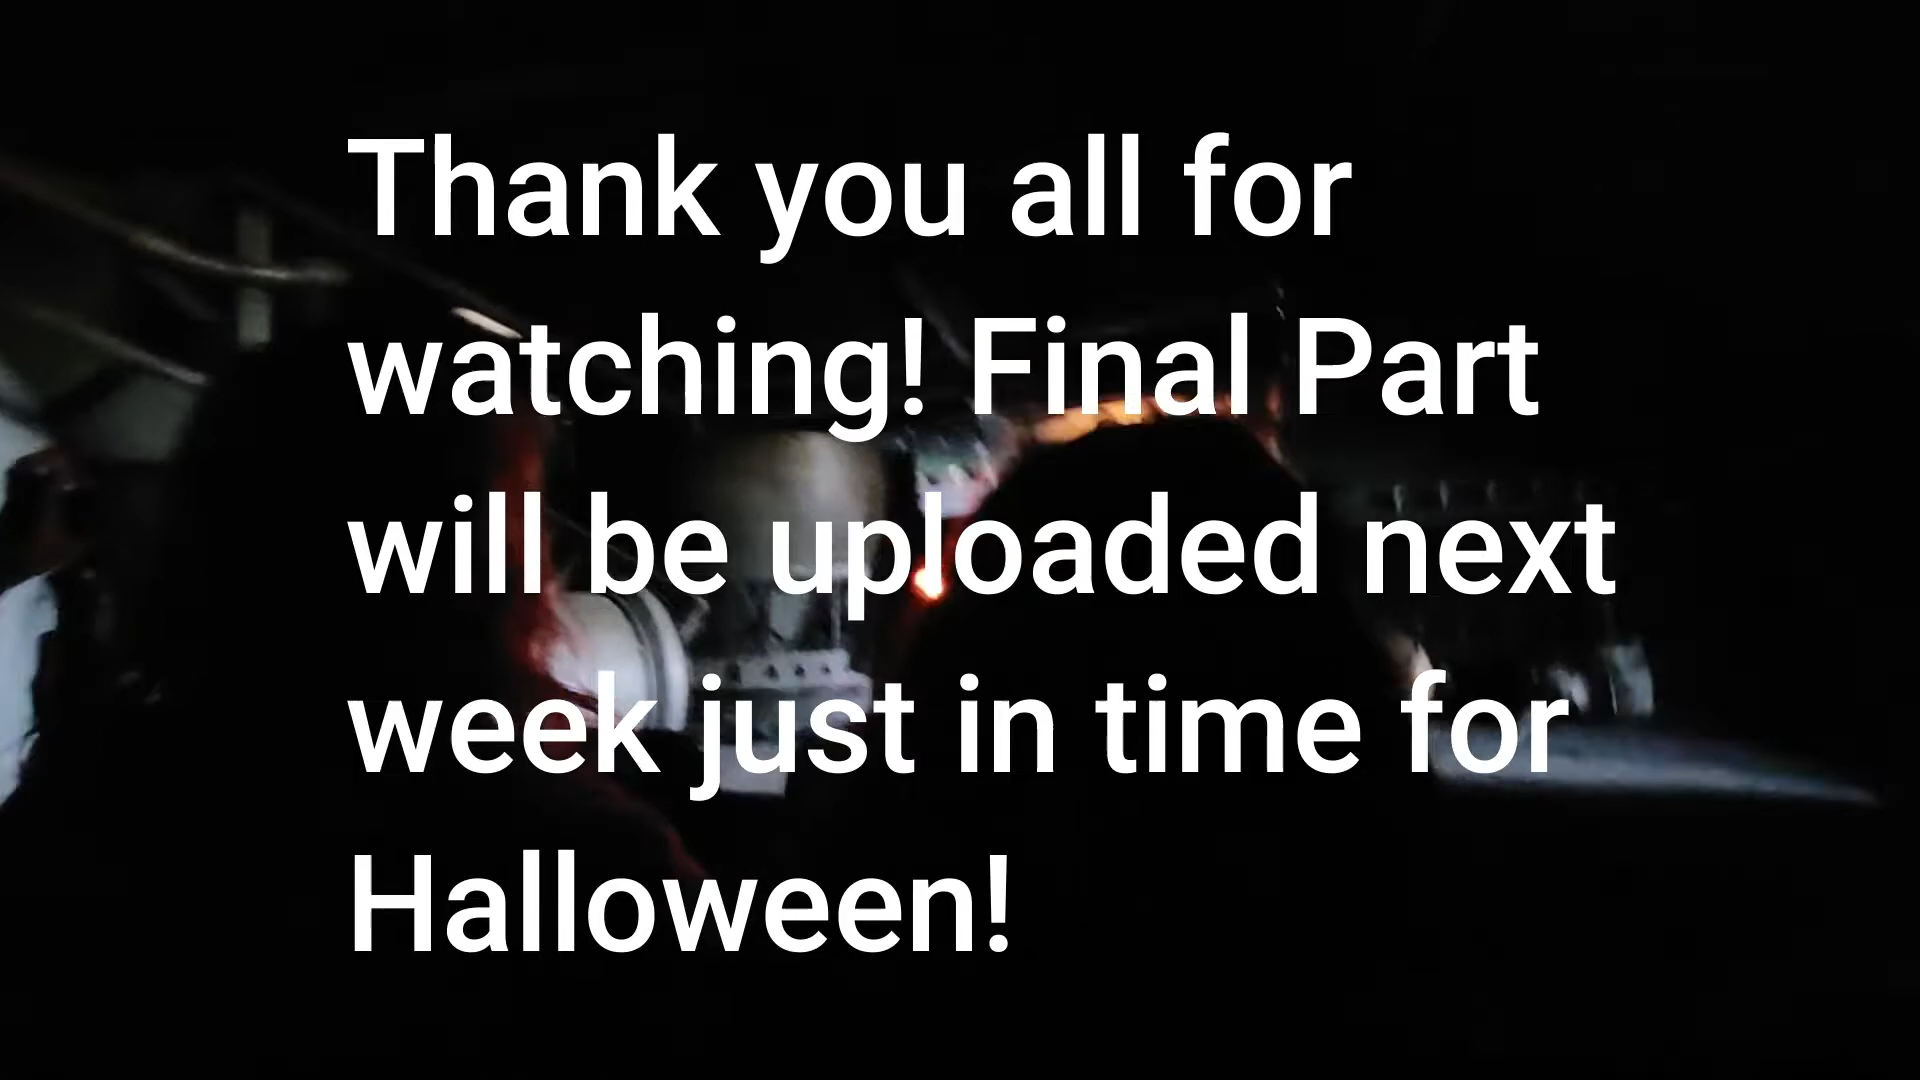 Thank you all for
watching! Final Part
will be uploaded next
week just in time for
Halloween!